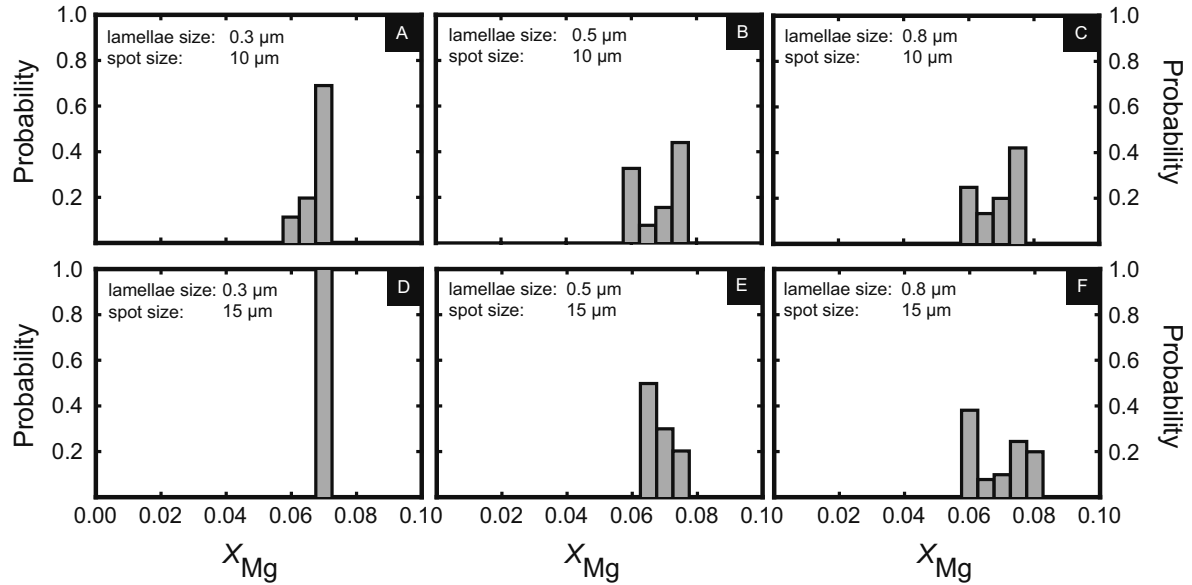 1.0
0.8
0.6
0.4
0.2
Probability
lamellae size: 0.3 µm
spot size: 10 µm
A
lamellae size: 0.5 µm
spot size: 10 µm
B
lamellae size: 0.8 µm
spot size: 10 µm
C
1.0
0.8
0.6
0.4
0.2
Probability
1.0
0.8
0.6
0.4
0.2
Probability
lamellae size: 0.3 µm
spot size: 15 µm
D
lamellae size: 0.5 µm
spot size: 15 µm
E
lamellae size: 0.8 µm
spot size: 15 µm
F
1.0
0.8
0.6
0.4
0.2
Probability
0.00 0.02 0.04 0.06 0.08 0.10 0.02 0.04 0.06 0.08 0.10 0.02 0.04 0.06 0.08 0.10
XMg XMg XMg